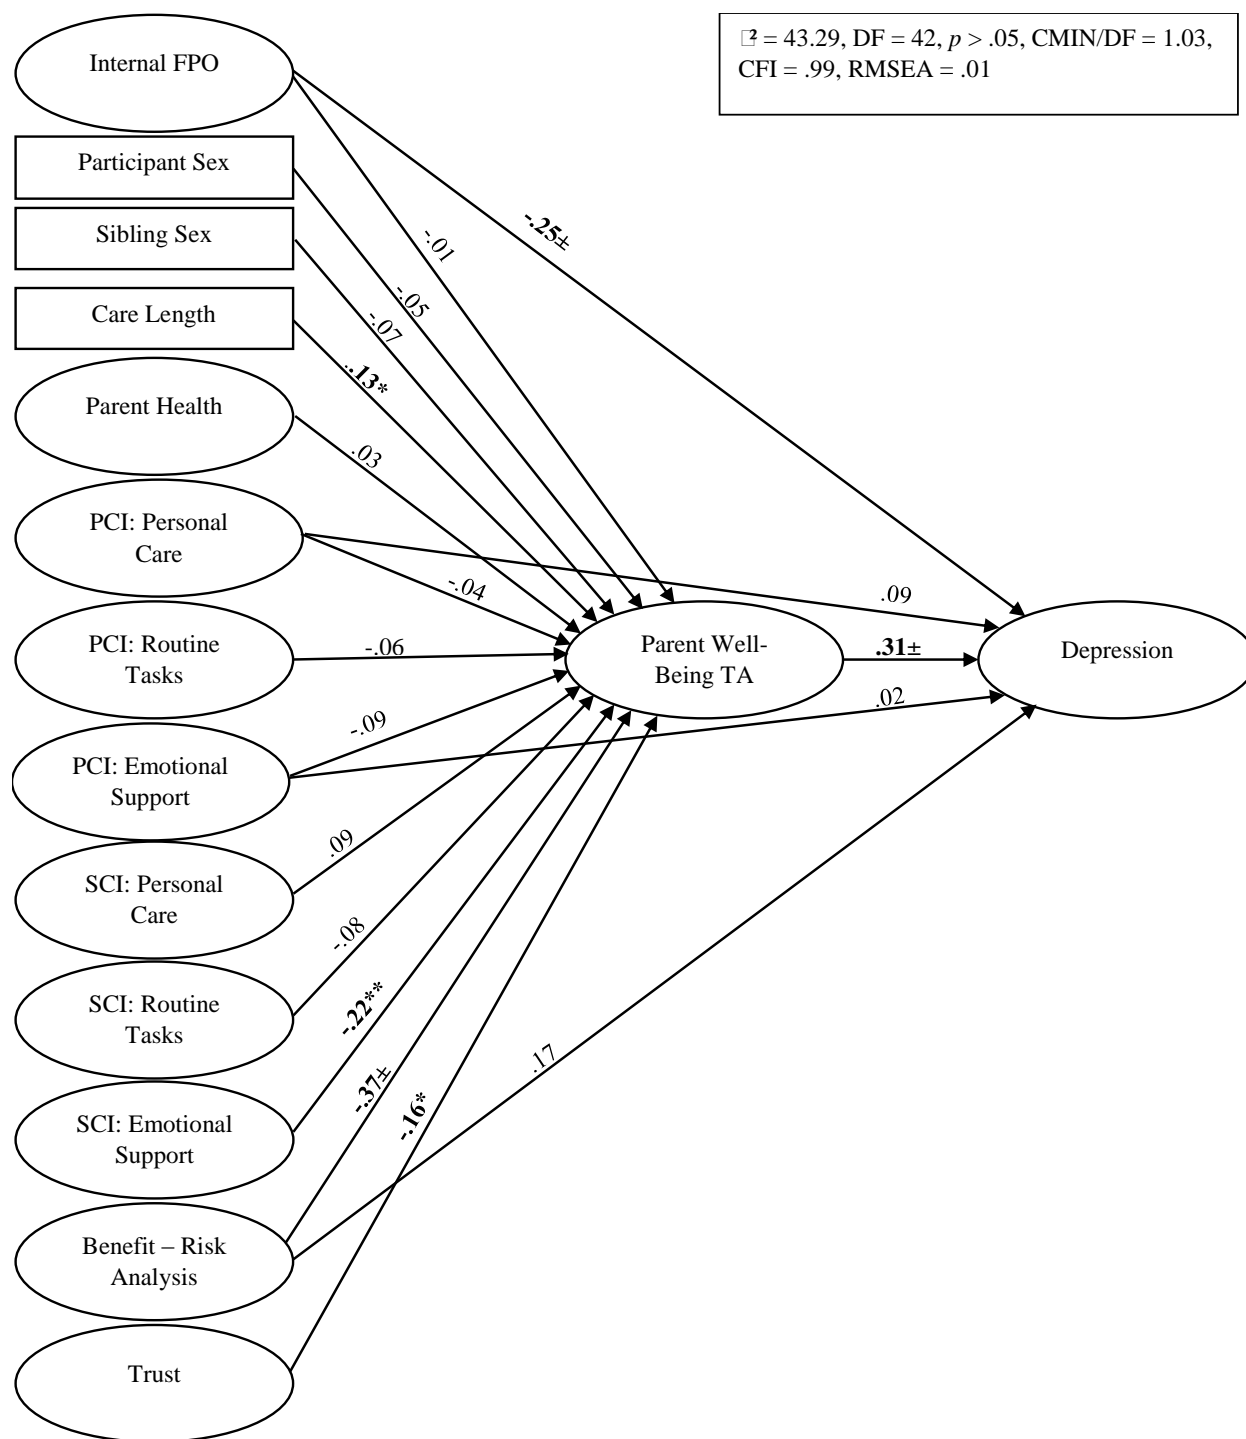 Internal FPO
□² = 43.29, DF = 42, p > .05, CMIN/DF = 1.03,
CFI = .99, RMSEA = .01
Participant Sex
Sibling Sex
-.25±
-.01
-.05
-.07
Care Length
..13*
Parent Health
.03
PCI: Personal
Care
-.04
.09
PCI: Routine
Tasks
-.06
Parent Well-
Being TA
.31±
Depression
.02
-.09
PCI: Emotional
Support
.09
SCI: Personal
Care
-.08
SCI: Routine
Tasks
-.22**
-.37±
-.16*
.17
SCI: Emotional
Support
Benefit – Risk
Analysis
Trust